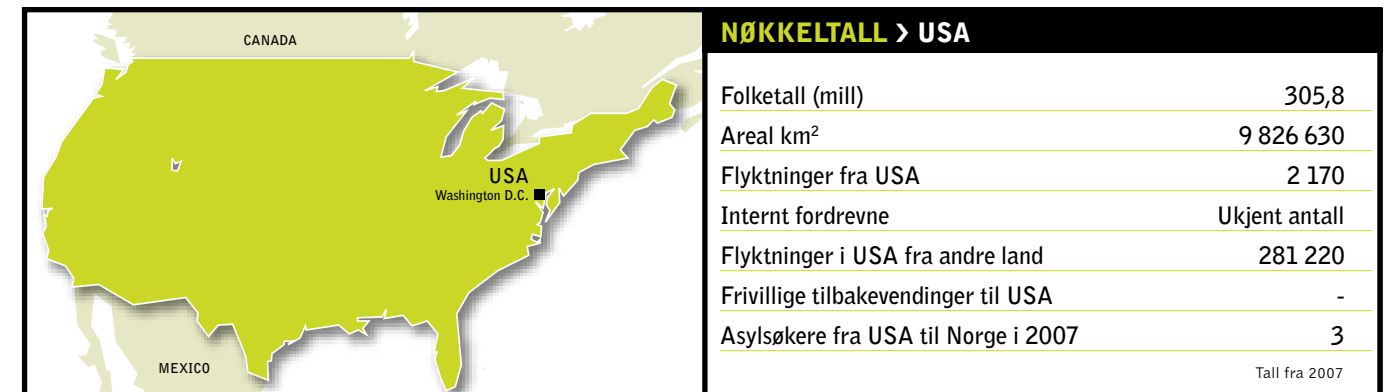 CANADA
USA
Washington D.C.
MEXICO
NØKKELTALL > USA
Folketall (mill) 305,8
Areal km² 9 826 630
Flyktninger fra USA 2 170
Internt fordrevne Ukjent antall
Flyktninger i USA fra andre land 281 220
Frivillige tilbakevendinger til USA -
Asylsøkere fra USA til Norge i 2007 3
Tall fra 2007